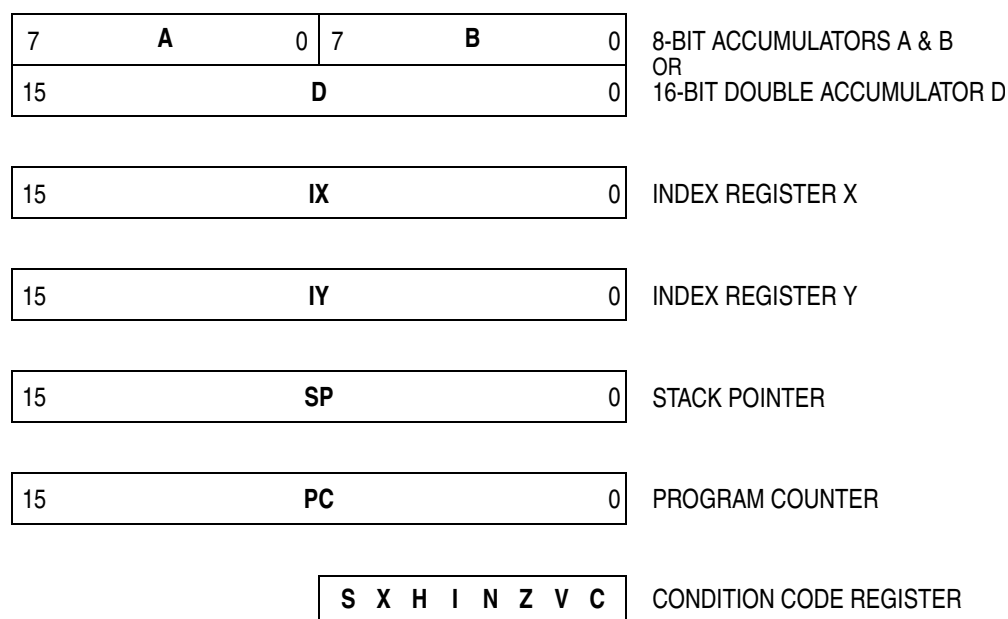 7 A 0 7 B 0 8-BIT ACCUMULATORS A & B
OR
15 D 0 16-BIT DOUBLE ACCUMULATOR D
15 IX 0 INDEX REGISTER X
15 IY 0 INDEX REGISTER Y
15 SP 0 STACK POINTER
15 PC 0 PROGRAM COUNTER
S X H I N Z V C CONDITION CODE REGISTER